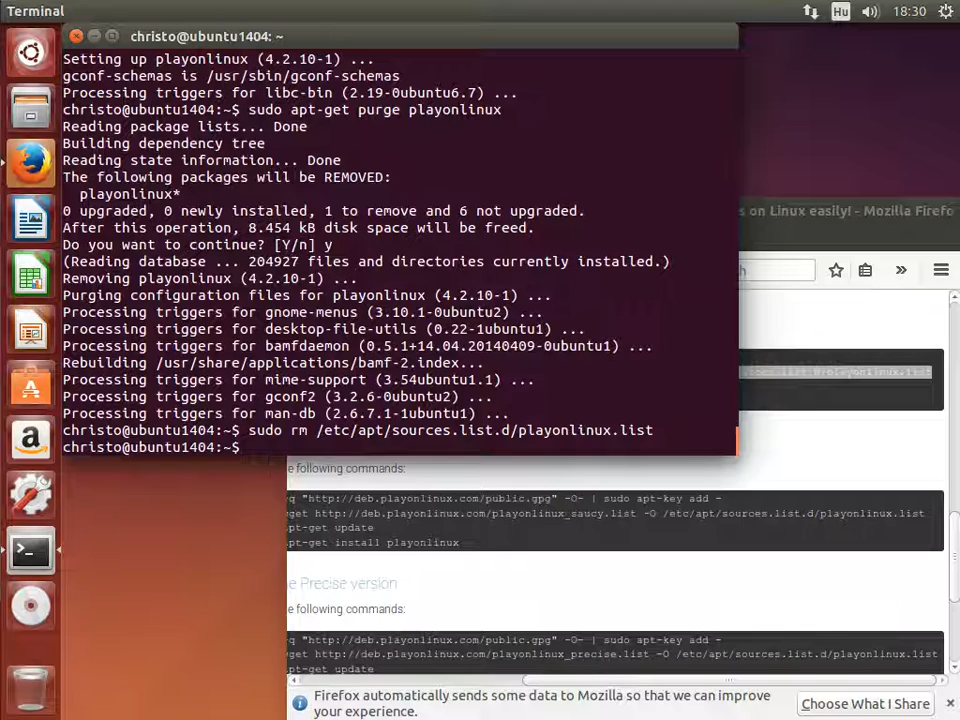 Terminal
Hu
18:30
christo@ubuntu1404: ~
Setting up playonlinux (4.2.10-1) ...
gconf-schemas is /usr/sbin/gconf-schemas
Processing triggers for libc-bin (2.19-0ubuntu6.7) ...
christo@ubuntu1404:~$ sudo apt-get purge playonlinux
Reading package lists... Done
Building dependency tree
Reading state information... Done
The following packages will be REMOVED:
playonlinux*
0 upgraded, 0 newly installed, 1 to remove and 6 not upgraded.
After this operation, 8.454 kB disk space will be freed.
Do you want to continue? [Y/n] y
(Reading database ... 204927 files and directories currently installed.)
Removing playonlinux (4.2.10-1) ...
Purging configuration files for playonlinux (4.2.10-1) ...
Processing triggers for gnome-menus (3.10.1-0ubuntu2) ...
Processing triggers for desktop-file-utils (0.22-1ubuntu1) ...
Processing triggers for bamfdaemon (0.5.1+14.04.20140409-0ubuntu1) ...
Rebuilding /usr/share/applications/bamf-2.index...
Processing triggers for mime-support (3.54ubuntu1.1) ...
Processing triggers for gconf2 (3.2.6-0ubuntu2) ...
Processing triggers for man-db (2.6.7.1-1ubuntu1) ...
christo@ubuntu1404:~$ sudo rm /etc/apt/sources.list.d/playonlinux.list
christo@ubuntu1404:~$
s on Linux easily! - Mozilla Firefo
h
e following commands:
q "http://deb.playonlinux.com/public.gpg" -O- | sudo apt-key add -
get http://deb.playonlinux.com/playonlinux_saucy.list -O /etc/apt/sources.list.d/playonlinux.list
pt-get update
pt-get install playonlinux
e Precise version
e following commands:
q "http://deb.playonlinux.com/public.gpg" -O- | sudo apt-key add -
get http://deb.playonlinux.com/playonlinux_precise.list -O /etc/apt/sources.list.d/playonlinux.list
pt-get update
Firefox automatically sends some data to Mozilla so that we can improve
your experience.
Choose What I Share